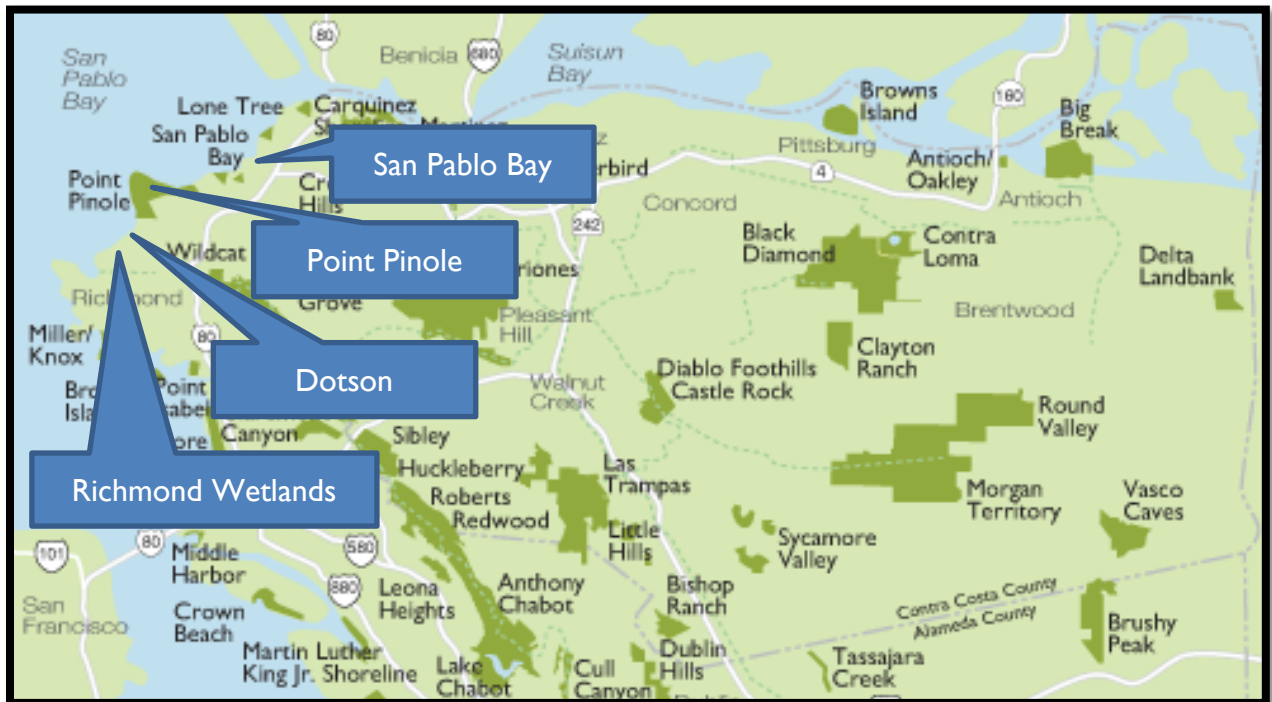 San
Pablo
Bay
80
Benicia
680
Suisun
Bay
Lone Tree
Carquinez
San Pablo
Bay
San Pablo Bay
Point
Pinole
Point Pinole
Hills
Wildcat
Grove
Pleasant
Hill
Richmond
80
Miller/
Knox
Dotson
Point
Canyon
Richmond Wetlands
242
Concord
Walnut
Creek
Browns
Island
160
Big
Break
Pittsburg
4
Antioch/
Oakley
Antioch
Black
Diamond
Contra
Loma
Delta
Landbank
Brentwood
Clayton
Ranch
Diablo Foothills
Castle Rock
Round
Valley
Sibley
Huckleberry
Las
Trampas
Roberts
Redwood
Morgan
Territory
Vasco
Caves
Little
Hills
Sycamore
Valley
101
80
Middle
Harbor
580
880
Leona
Heights
Anthony
Chabot
Bishop
Ranch
Contra Costa County
Alameda County
San
Francisco
Crown
Beach
Brushy
Peak
Martin Luther
King Jr. Shoreline
Lake
Chabot
Cull
Canyon
Dublin
Hills
Tassajara
Creek